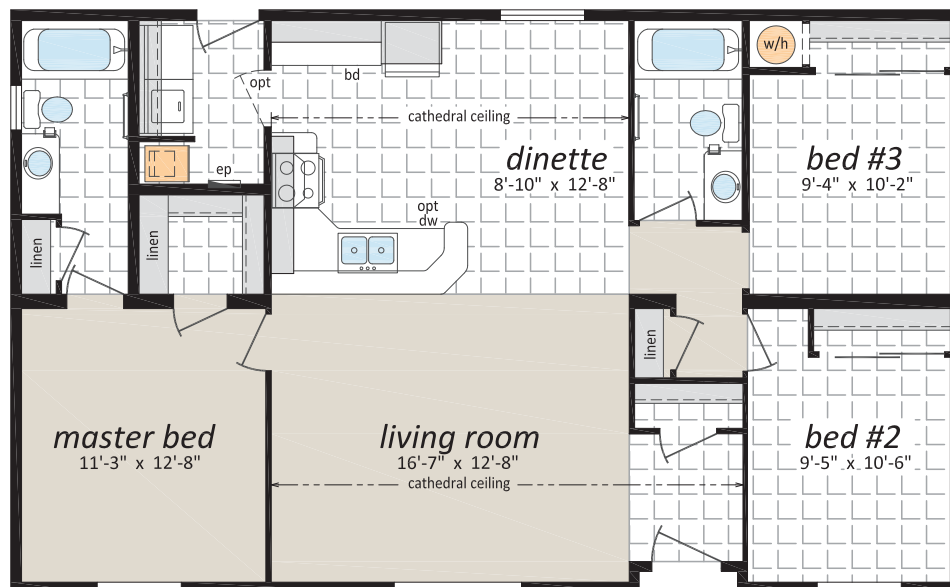 w/h
bd
opt
cathedral ceiling
dinette
8'-10" x 12'-8"
bed #3
9'-4" x 10'-2"
ep
opt
dw
linen
linen
linen
master bed
11'-3" x 12'-8"
living room
16'-7" x 12'-8"
cathedral ceiling
bed #2
9'-5" x 10'-6"